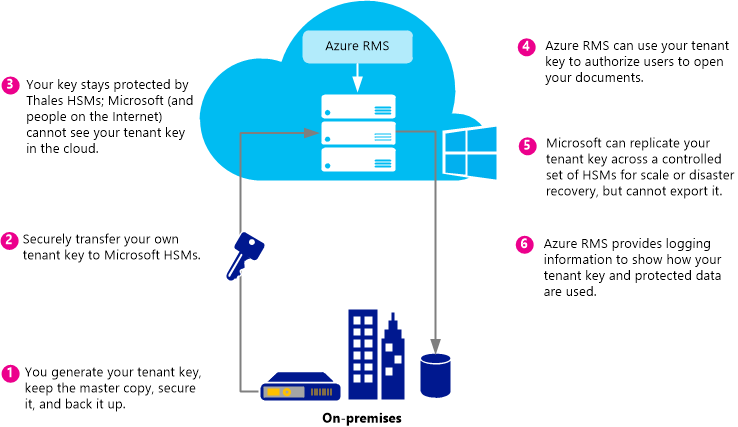 Azure RMS
3
Your key stays protected by
Thales HSMs; Microsoft (and
people on the Internet)
cannot see your tenant key
in the cloud.
4
Azure RMS can use your tenant
key to authorize users to open
your documents.
5
Microsoft can replicate your
tenant key across a controlled
set of HSMs for scale or disaster
recovery, but cannot export it.
2
Securely transfer your own
tenant key to Microsoft HSMs.
6
Azure RMS provides logging
information to show how your
tenant key and protected data
are used.
1
You generate your tenant key,
keep the master copy, secure
it, and back it up.
On-premises